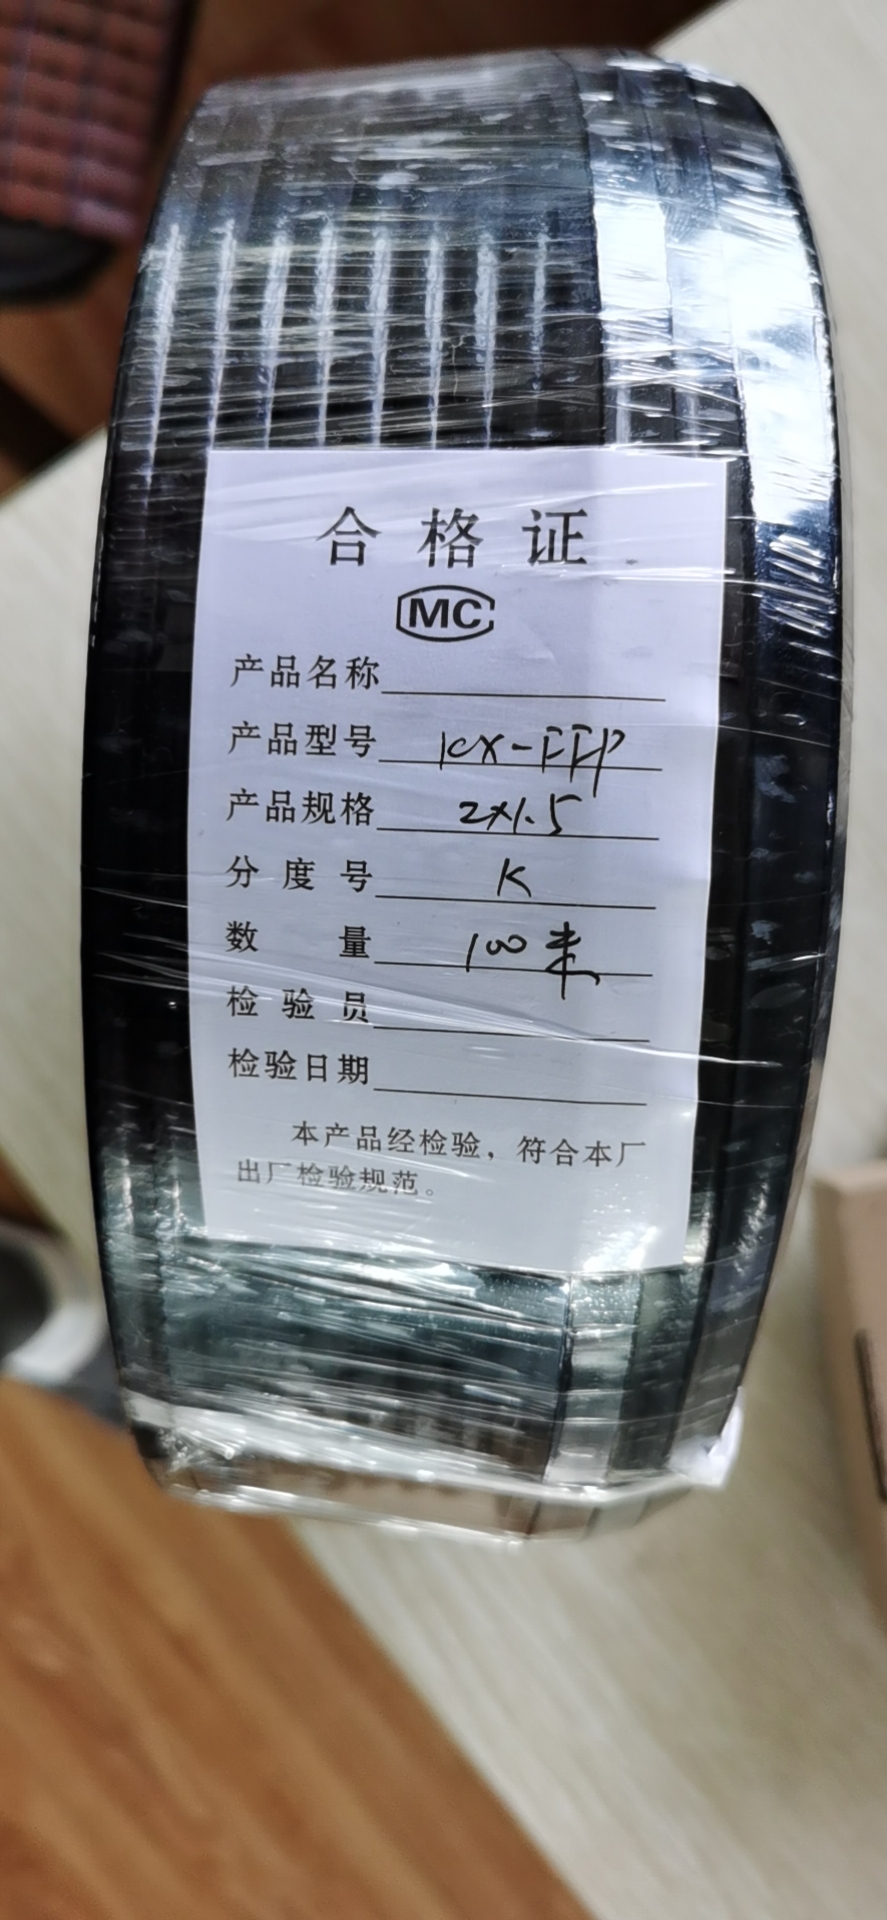 合格证
MC
产品名称
产品型号 KX-FFP
产品规格 2×1.5
分度号 K
数量 100米
检验员
检验日期
本产品经检验，符合本厂
出厂检验规范。